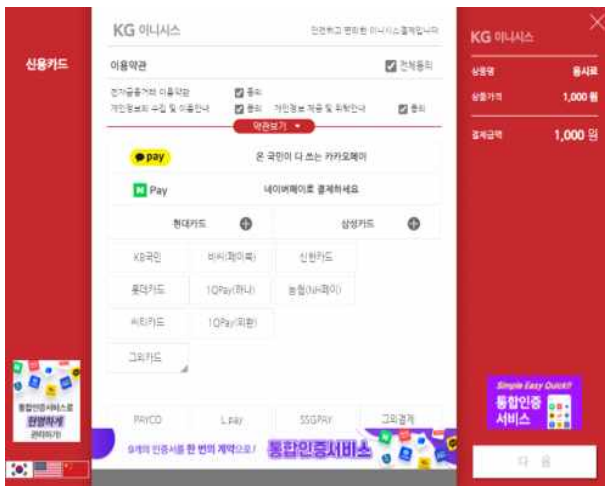 신용카드
KG 이니시스
안전하고 편리한 이니시스결제입니다
이용약관
전체동의
전자금융거래 이용약관 동의
개인정보의 수집 및 이용안내 동의 개인정보 제공 및 위탁안내 동의
약관보기
pay 온 국민이 다 쓰는 카카오페이
N Pay 네이버페이로 결제하세요
현대카드 삼성카드
KB국민 비씨(페이북) 신한카드
롯데카드 1QPay(하나) 농협(NH페이)
씨티카드 1QPay(외환)
그외카드
PAYCO L.pay SSGPAY 그외결제
9개의 인증서를 한 번의 계약으로! 통합인증서비스
통합인증서비스로
현명하게
관리하기!
KG 이니시스
상품명 응시료
상품가격 1,000 원
결제금액 1,000 원
Simple Easy Quick!!
통합인증
서비스
다 음